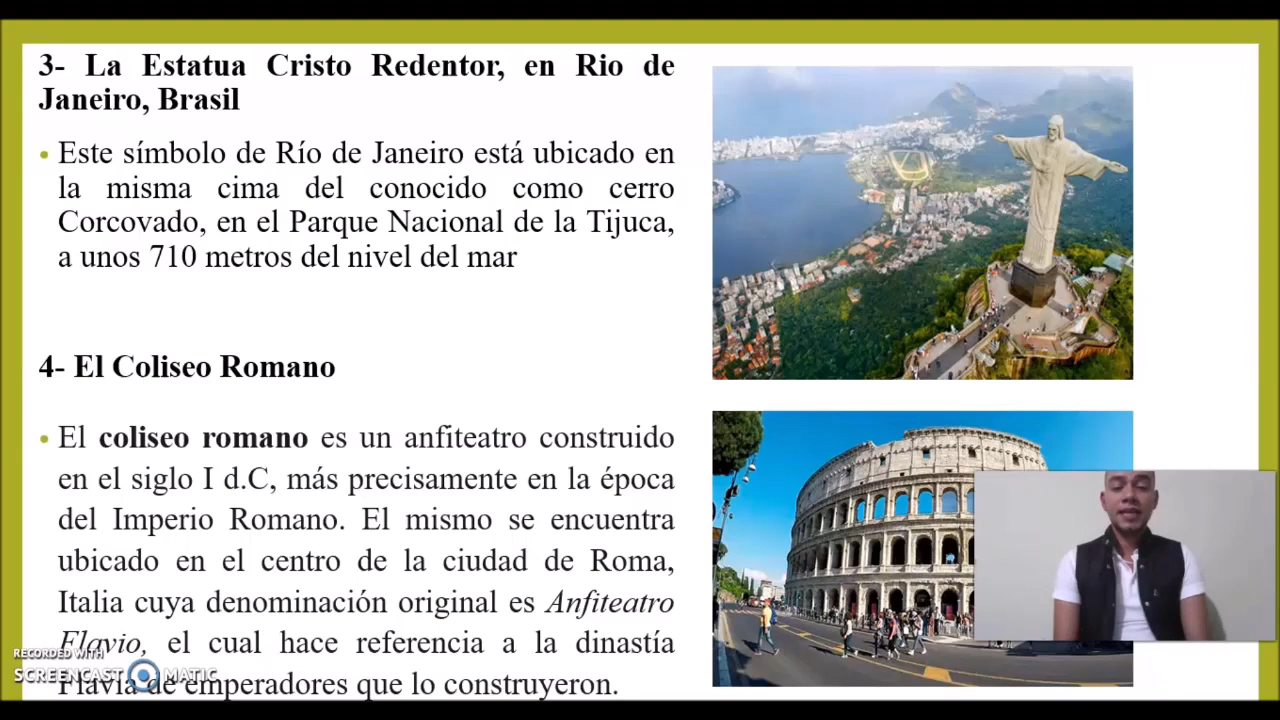 3- La Estatua Cristo Redentor, en Rio de
Janeiro, Brasil
Este símbolo de Río de Janeiro está ubicado en
la misma cima del conocido como cerro
Corcovado, en el Parque Nacional de la Tijuca,
a unos 710 metros del nivel del mar
4- El Coliseo Romano
El coliseo romano es un anfiteatro construido
en el siglo I d.C, más precisamente en la época
del Imperio Romano. El mismo se encuentra
ubicado en el centro de la ciudad de Roma,
Italia cuya denominación original es Anfiteatro
Flavio, el cual hace referencia a la dinastía
Flavia de emperadores que lo construyeron.
RECORDED WITH
SCREENCAST MATIC